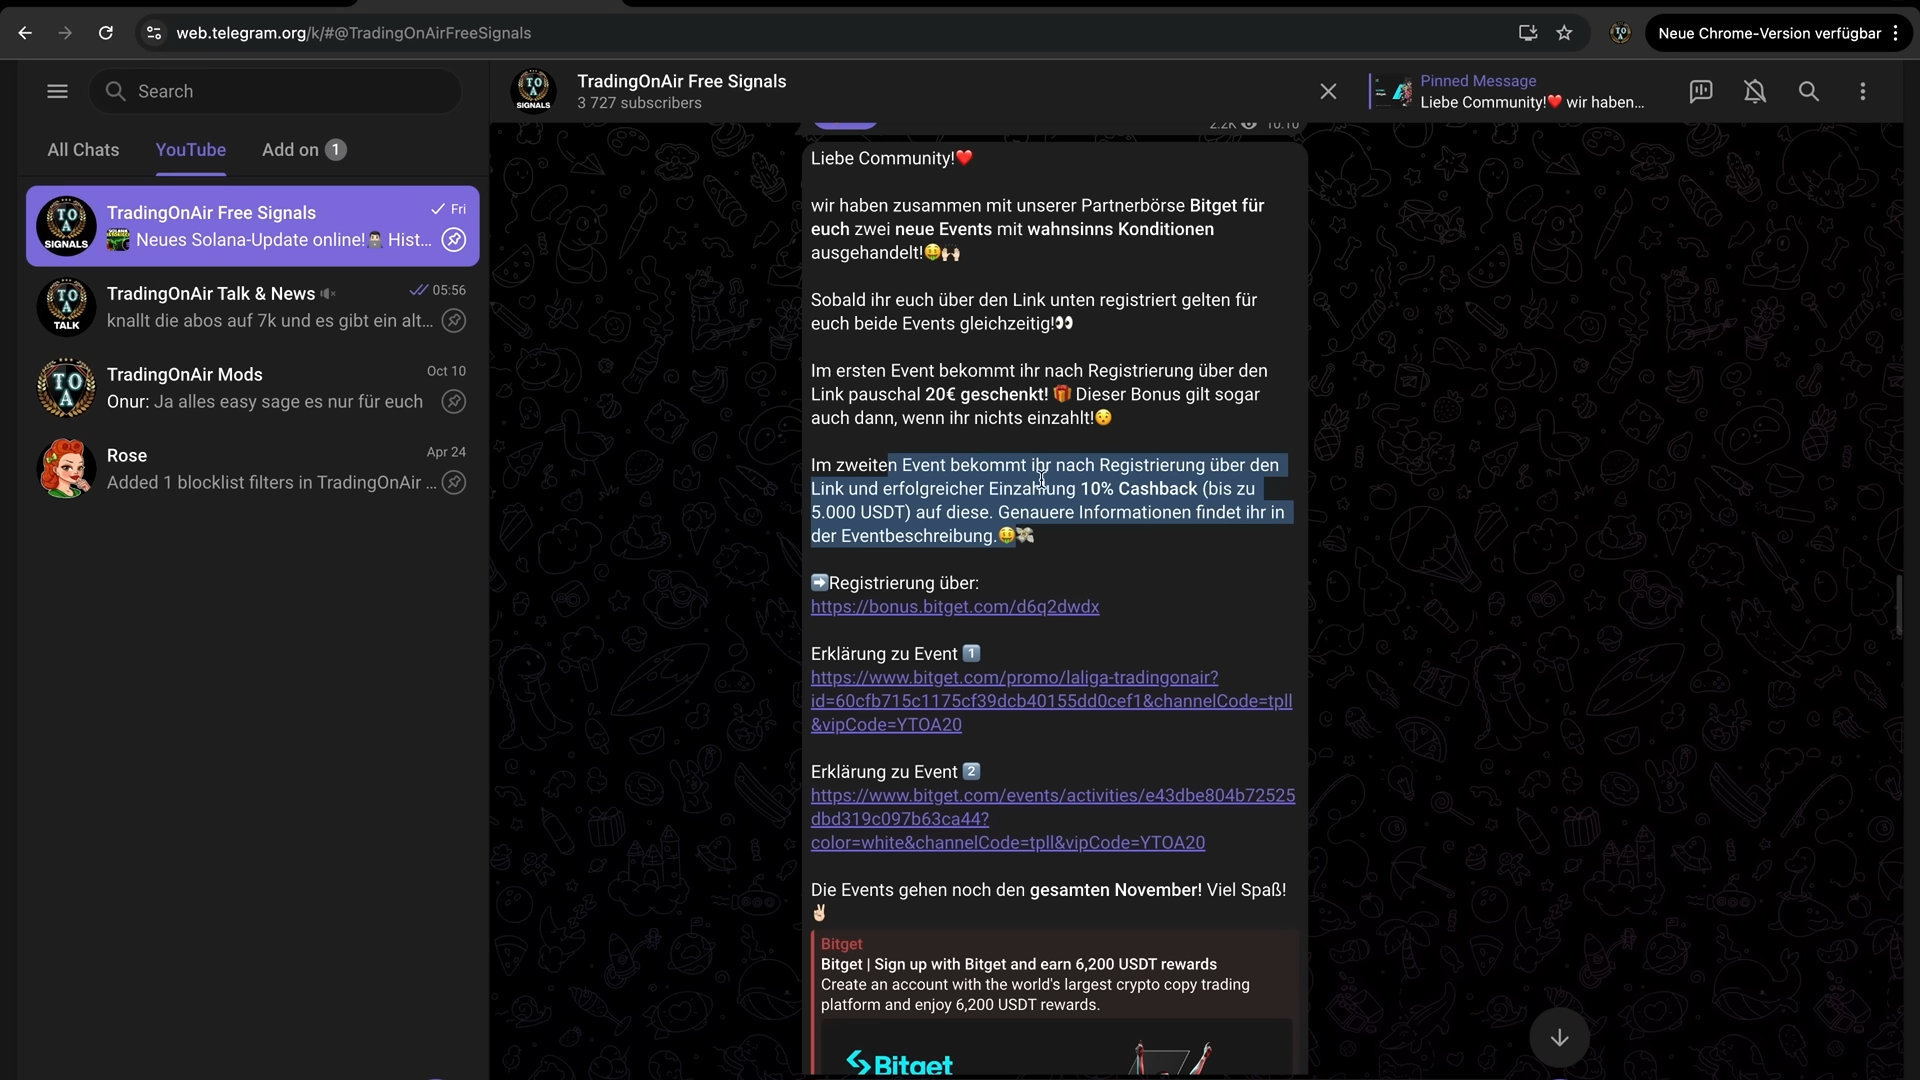 web.telegram.org/k/#@TradingOnAirFreeSignals
Neue Chrome-Version verfügbar
Search
All Chats
YouTube
Add on 1
TradingOnAir Free Signals
Fri
Neues Solana-Update online!👨🏻‍💻 Hist...
TradingOnAir Talk & News
05:56
knallt die abos auf 7k und es gibt ein alt...
TradingOnAir Mods
Oct 10
Onur: Ja alles easy sage es nur für euch
Rose
Apr 24
Added 1 blocklist filters in TradingOnAir ...
TO
A
SIGNALS
TO
A
TALK
TO
A
SIGNALS
TradingOnAir Free Signals
3 727 subscribers
Pinned Message
Liebe Community!❤️ wir haben...
2.2K 10:10
Liebe Community!❤️
wir haben zusammen mit unserer Partnerbörse Bitget für
euch zwei neue Events mit wahnsinns Konditionen
ausgehandelt!🤑🙌🏻
Sobald ihr euch über den Link unten registriert gelten für
euch beide Events gleichzeitig!👀
Im ersten Event bekommt ihr nach Registrierung über den
Link pauschal 20€ geschenkt! 🎁 Dieser Bonus gilt sogar
auch dann, wenn ihr nichts einzahlt!😯
Im zweiten Event bekommt ihr nach Registrierung über den
Link und erfolgreicher Einzahlung 10% Cashback (bis zu
5.000 USDT) auf diese. Genauere Informationen findet ihr in
der Eventbeschreibung.🤑💸
➡️Registrierung über:
https://bonus.bitget.com/d6q2dwdx
Erklärung zu Event 1️⃣
https://www.bitget.com/promo/laliga-tradingonair?
id=60cfb715c1175cf39dcb40155dd0cef1&channelCode=tpll
&vipCode=YTOA20
Erklärung zu Event 2️⃣
https://www.bitget.com/events/activities/e43dbe804b72525
dbd319c097b63ca44?
color=white&channelCode=tpll&vipCode=YTOA20
Die Events gehen noch den gesamten November! Viel Spaß!
✌🏻
Bitget
Bitget | Sign up with Bitget and earn 6,200 USDT rewards
Create an account with the world's largest crypto copy trading
platform and enjoy 6,200 USDT rewards.
Bitget